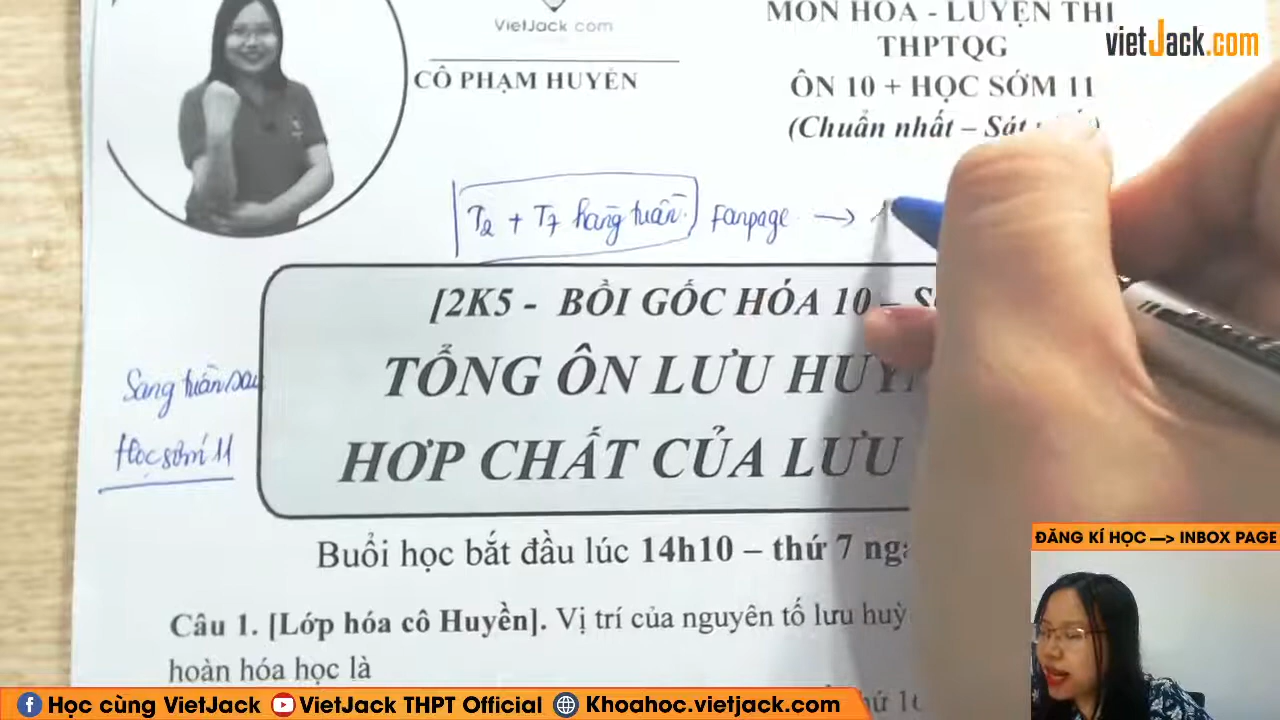 VietJack.com
CÔ PHẠM HUYỀN
MÔN HÓA - LUYỆN THI
THPTQG
ÔN 10 + HỌC SỚM 11
(Chuẩn nhất – Sát
vietJack.com
T2 + T7 hàng tuần Fanpage →
[2K5 - BỒI GỐC HÓA 10 – S
TỔNG ÔN LƯU HUỲ
HỢP CHẤT CỦA LƯU
Sang tuần sau
Học sớm 11
Buổi học bắt đầu lúc 14h10 – thứ 7
ĐĂNG KÍ HỌC —> INBOX PAGE
Câu 1. [Lớp hóa cô Huyền]. Vị trí của nguyên tố lưu huỳ
hoàn hóa học là
Học cùng VietJack VietJack THPT Official Khoahoc.vietjack.com